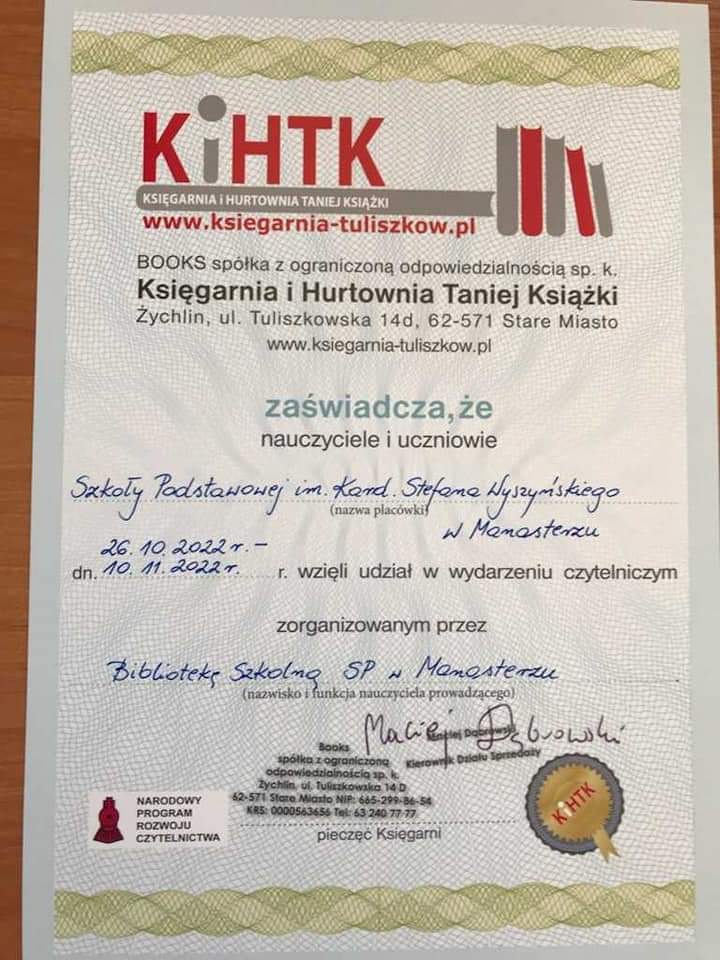 KiHTK
KSIĘGARNIA i HURTOWNIA TANIEJ KSIĄŻKI
www.ksiegarnia-tuliszkow.pl
BOOKS spółka z ograniczoną odpowiedzialnością sp. k.
Księgarnia i Hurtownia Taniej Książki
Żychlin, ul. Tuliszkowska 14d, 62-571 Stare Miasto
www.ksiegarnia-tuliszkow.pl
zaświadcza, że
nauczyciele i uczniowie
Szkoły Podstawowej im. Kard. Stefana Wyszyńskiego
(nazwa placówki)
w Manasterzu
26. 10. 2022 r. –
dn. 10. 11. 2022 r. r. wzięli udział w wydarzeniu czytelniczym
zorganizowanym przez
Bibliotekę Szkolną SP w Manasterzu
(nazwisko i funkcja nauczyciela prowadzącego)
Maciej Dąbrowski
Maciej Dąbrowski
Kierownik Działu Sprzedaży
Books
spółka z ograniczoną
odpowiedzialnością sp. k.
Żychlin, ul. Tuliszkowska 14 D
62-571 Stare Miasto NIP: 665-299-86-54
KRS: 0000563656 Tel: 63 240 77 77
pieczęć Księgarni
NARODOWY
PROGRAM
ROZWOJU
CZYTELNICTWA
KiHTK